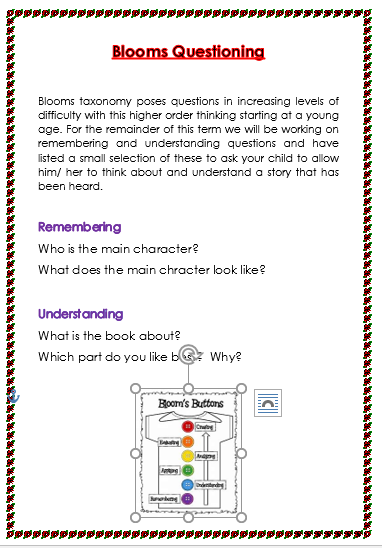 Blooms Questioning
Blooms taxonomy poses questions in increasing levels of
difficulty with this higher order thinking starting at a young
age. For the remainder of this term we will be working on
remembering and understanding questions and have
listed a small selection of these to ask your child to allow
him/ her to think about and understand a story that has
been heard.
Remembering
Who is the main character?
What does the main chracter look like?
Understanding
What is the book about?
Which part do you like Why?
Bloom's Buttons
Creating
Evaluating
Analyzing
Applying
Understanding
Remembering